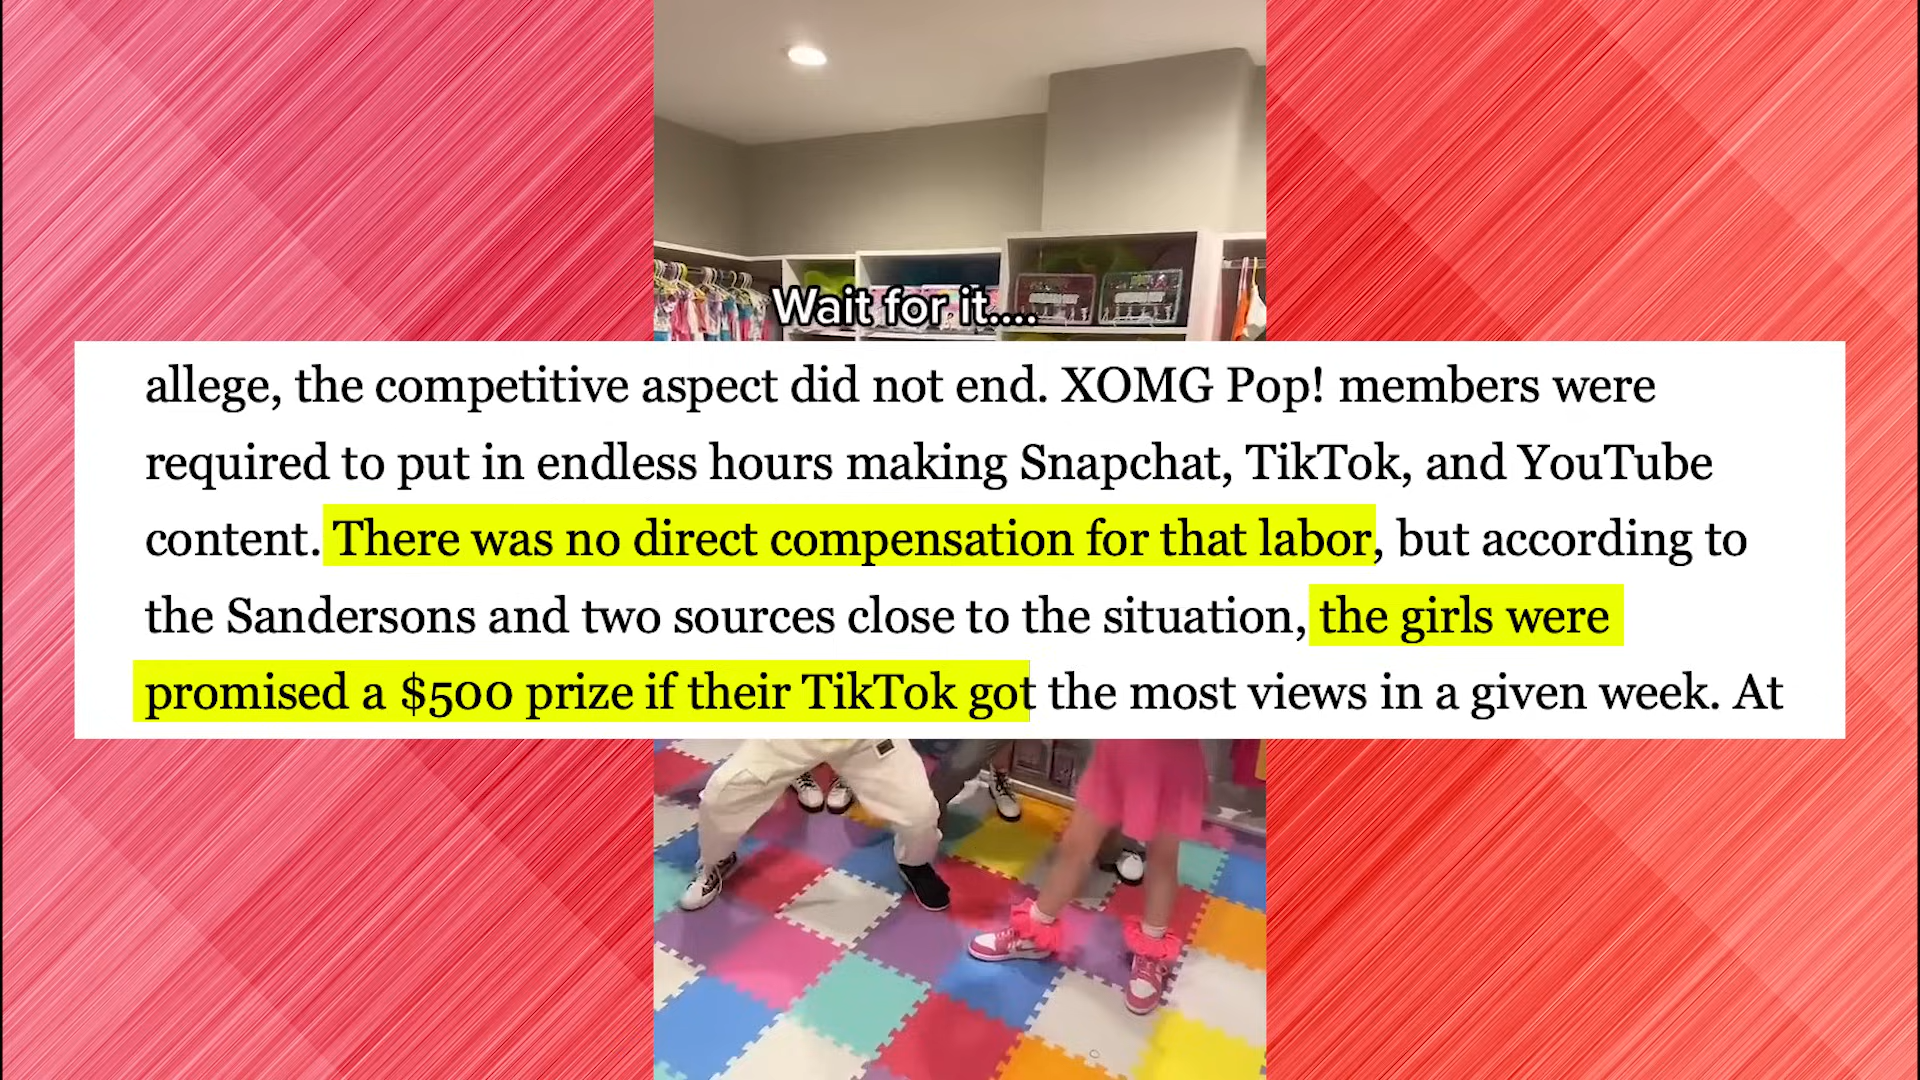 Wait for it....
allege, the competitive aspect did not end. XOMG Pop! members were
required to put in endless hours making Snapchat, TikTok, and YouTube
content. There was no direct compensation for that labor, but according to
the Sandersons and two sources close to the situation, the girls were
promised a $500 prize if their TikTok got the most views in a given week. At